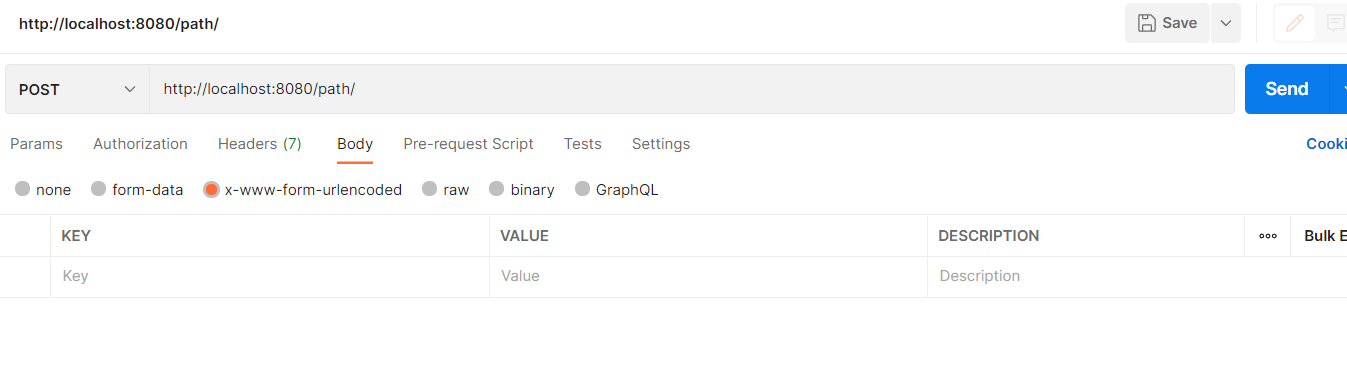 http://localhost:8080/path/
Save
POST http://localhost:8080/path/ Send
Params Authorization Headers (7) Body Pre-request Script Tests Settings Cooki
none form-data x-www-form-urlencoded raw binary GraphQL
KEY VALUE DESCRIPTION ooo Bulk E
Key Value Description